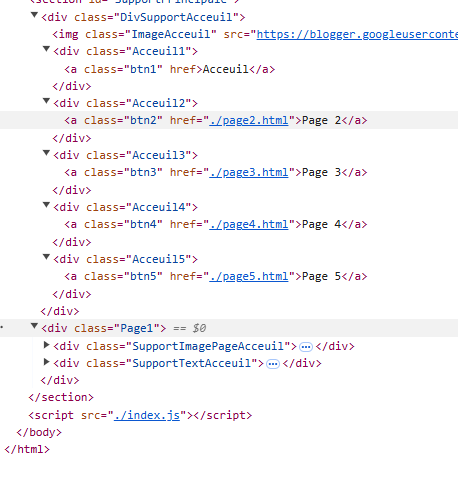 <section id="SupportPrincipale">
<div class="DivSupportAcceuil">
<img class="ImageAcceuil" src="https://blogger.googleuserconte
<div class="Acceuil1">
<a class="btn1" href>Acceuil</a>
</div>
<div class="Acceuil2">
<a class="btn2" href="./page2.html">Page 2</a>
</div>
<div class="Acceuil3">
<a class="btn3" href="./page3.html">Page 3</a>
</div>
<div class="Acceuil4">
<a class="btn4" href="./page4.html">Page 4</a>
</div>
<div class="Acceuil5">
<a class="btn5" href="./page5.html">Page 5</a>
</div>
</div>
<div class="Page1"> == $0
<div class="SupportImagePageAcceuil">…</div>
<div class="SupportTextAcceuil">…</div>
</div>
</section>
<script src="./index.js"></script>
</body>
</html>